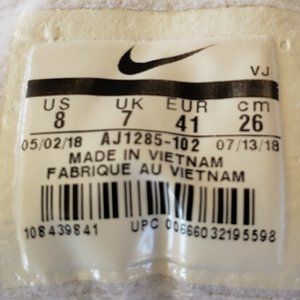 VJ
US UK EUR cm
8 7 41 26
05/02/18 AJ1285-102 07/13/18
MADE IN VIETNAM
FABRIQUE AU VIETNAM
108439841 UPC 00666032195598